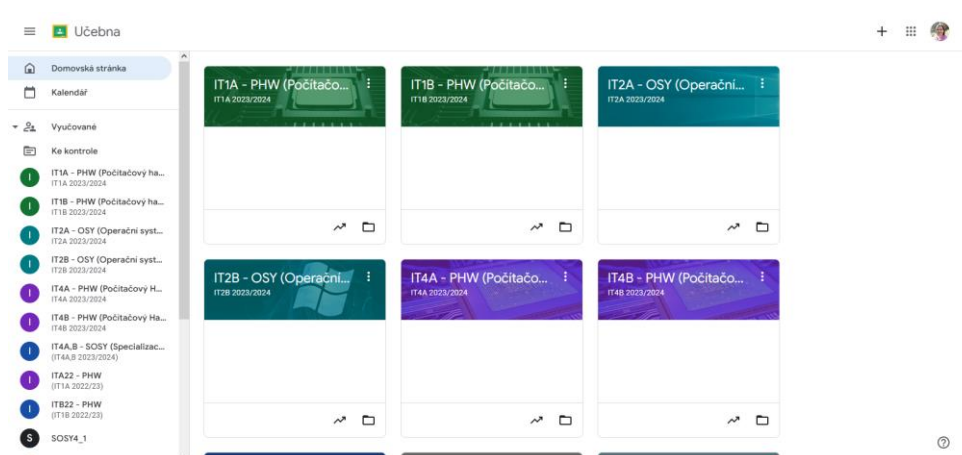 Učebna
Domovská stránka
Kalendář
Vyučované
Ke kontrole
IT1A - PHW (Počítačový ha...
IT1A 2023/2024
IT1B - PHW (Počítačový ha...
IT1B 2023/2024
IT2A - OSY (Operační syst...
IT2A 2023/2024
IT2B - OSY (Operační syst...
IT2B 2023/2024
IT4A - PHW (Počítačový H...
IT4A 2023/2024
IT4B - PHW (Počítačový Ha...
IT4B 2023/2024
IT4A,B - SOSY (Specializac...
(IT4A,B 2023/2024)
ITA22 - PHW
(IT1A 2022/23)
ITB22 - PHW
(IT1B 2022/23)
S SOSY4_1
IT1A - PHW (Počítačo...
IT1A 2023/2024
IT1B - PHW (Počítačo...
IT1B 2023/2024
IT2A - OSY (Operační...
IT2A 2023/2024
IT2B - OSY (Operační...
IT2B 2023/2024
IT4A - PHW (Počítačo...
IT4A 2023/2024
IT4B - PHW (Počítačo...
IT4B 2023/2024